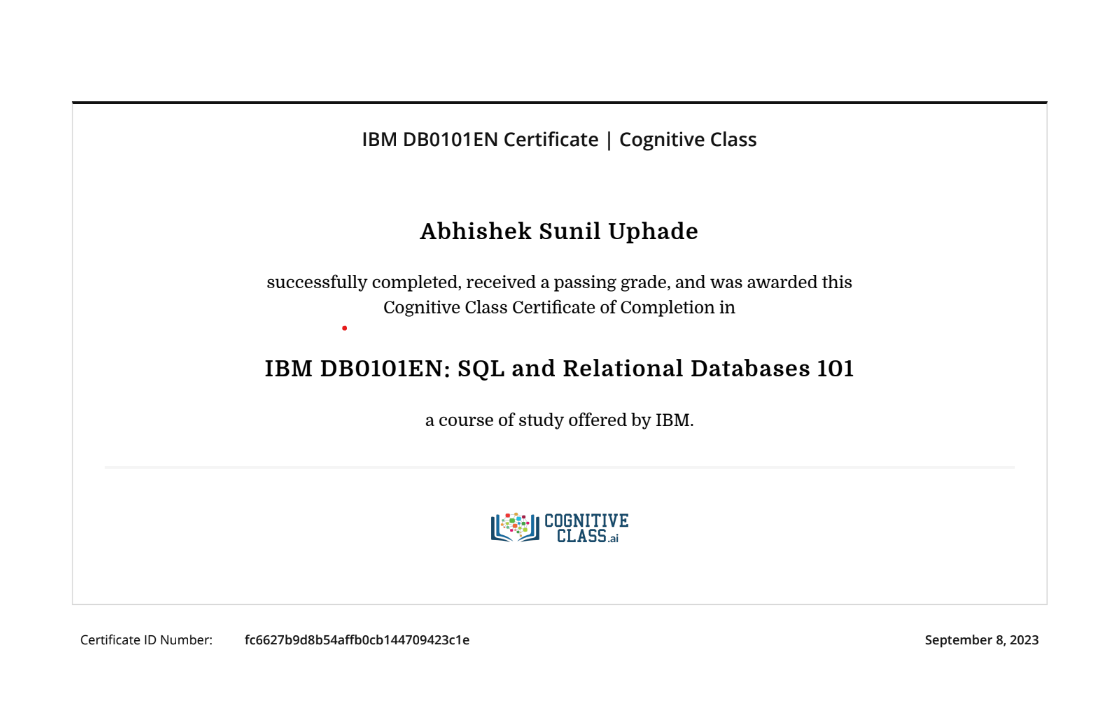 IBM DB0101EN Certificate | Cognitive Class
Abhishek Sunil Uphade
successfully completed, received a passing grade, and was awarded this
Cognitive Class Certificate of Completion in
IBM DB0101EN: SQL and Relational Databases 101
a course of study offered by IBM.
COGNITIVE
CLASS.ai
Certificate ID Number: fc6627b9d8b54affb0cb144709423c1e September 8, 2023